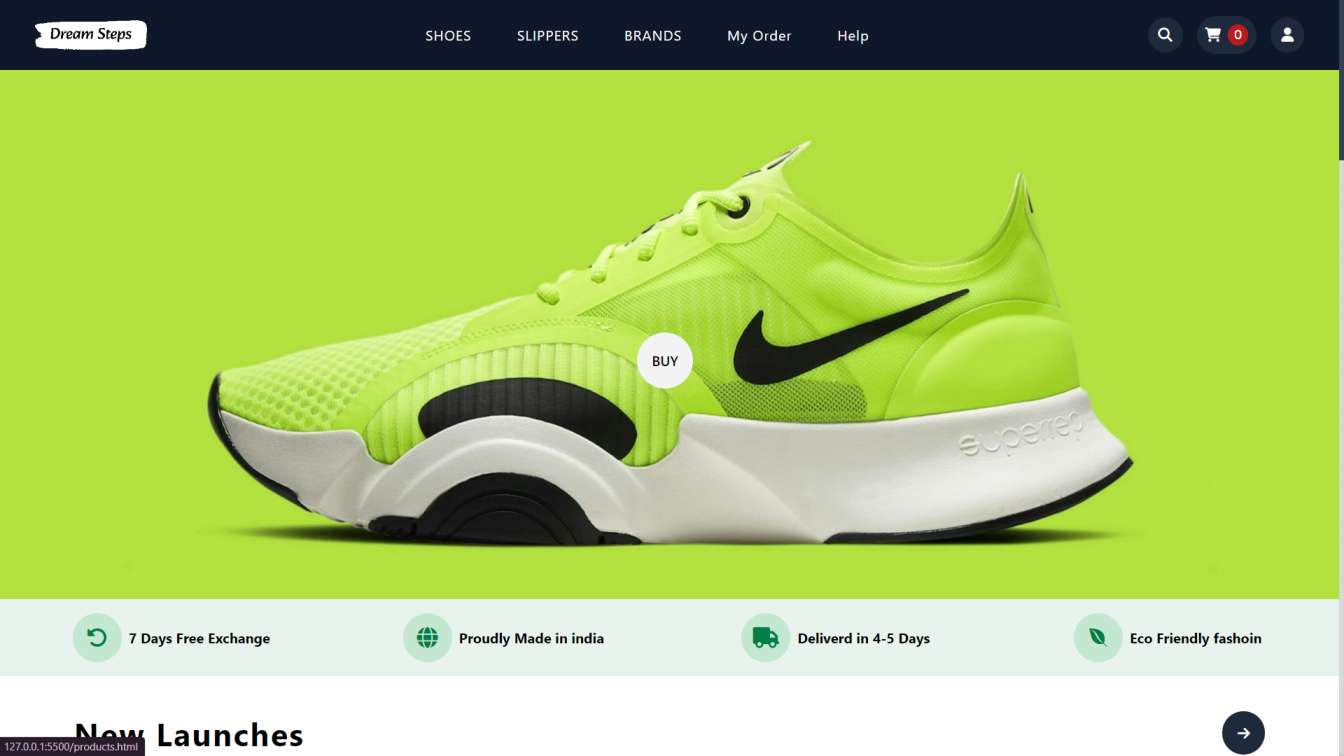 Dream Steps
SHOES SLIPPERS BRANDS My Order Help
0
BUY
superrep
7 Days Free Exchange
Proudly Made in india
Deliverd in 4-5 Days
Eco Friendly fashoin
New Launches
127.0.0.1:5500/products.html